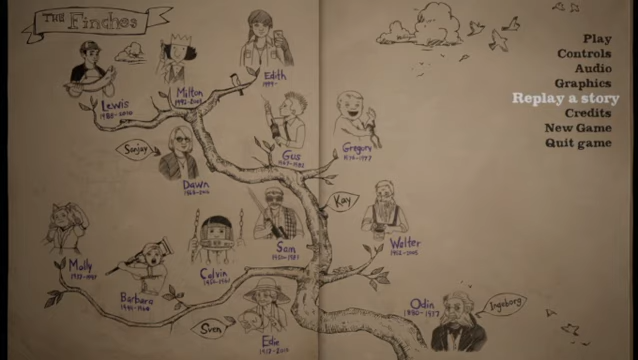 THE Finches
Lewis
Milton
Edith
1999-
Sanjay
Dawn
Gus
Gregory
Kay
Sam
Walter
Molly
Barbara
Calvin
Sven
Edie
Odin
Ingeborg
Play
Controls
Audio
Graphics
Replay a story
Credits
New Game
Quit game